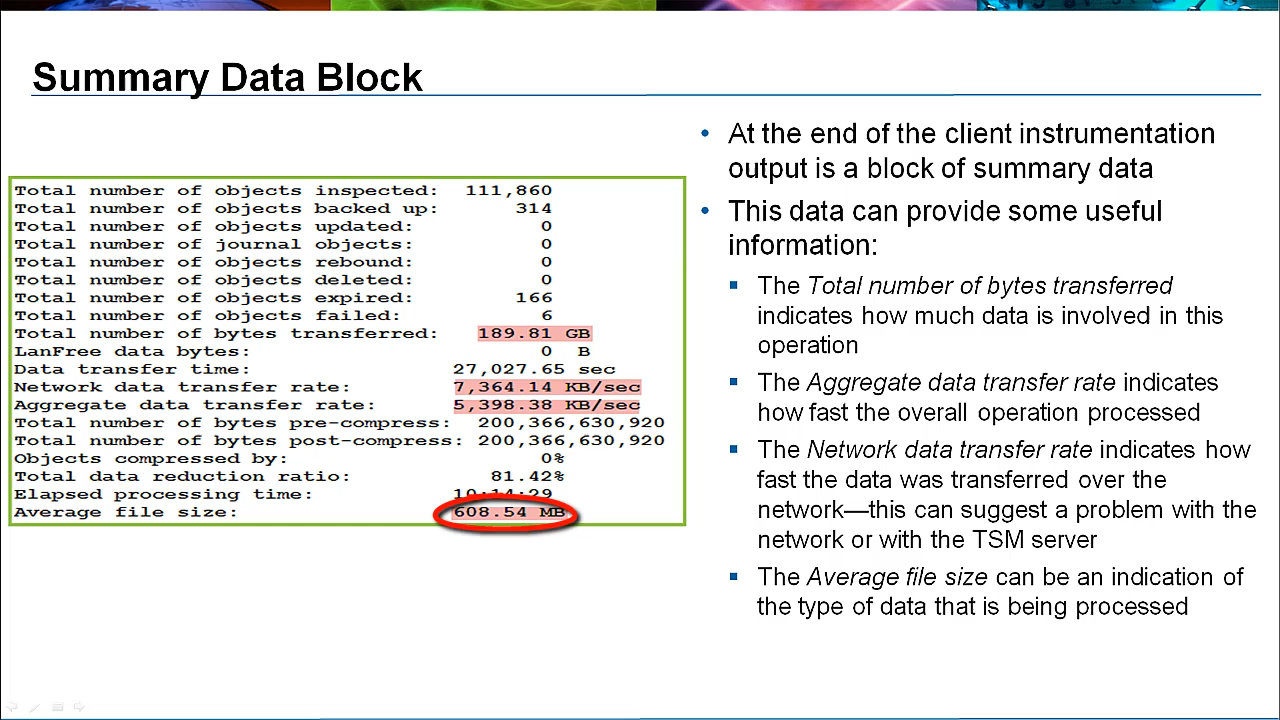 Summary Data Block
Total number of objects inspected: 111,860
Total number of objects backed up: 314
Total number of objects updated: 0
Total number of journal objects: 0
Total number of objects rebound: 0
Total number of objects deleted: 0
Total number of objects expired: 166
Total number of objects failed: 6
Total number of bytes transferred: 189.81 GB
LanFree data bytes: 0 B
Data transfer time: 27,027.65 sec
Network data transfer rate: 7,364.14 KB/sec
Aggregate data transfer rate: 5,398.38 KB/sec
Total number of bytes pre-compress: 200,366,630,920
Total number of bytes post-compress: 200,366,630,920
Objects compressed by: 0%
Total data reduction ratio: 81.42%
Elapsed processing time: 10:14:29
Average file size: 608.54 MB
• At the end of the client instrumentation
output is a block of summary data
• This data can provide some useful
information:
▪ The Total number of bytes transferred
indicates how much data is involved in this
operation
▪ The Aggregate data transfer rate indicates
how fast the overall operation processed
▪ The Network data transfer rate indicates how
fast the data was transferred over the
network—this can suggest a problem with the
network or with the TSM server
▪ The Average file size can be an indication of
the type of data that is being processed